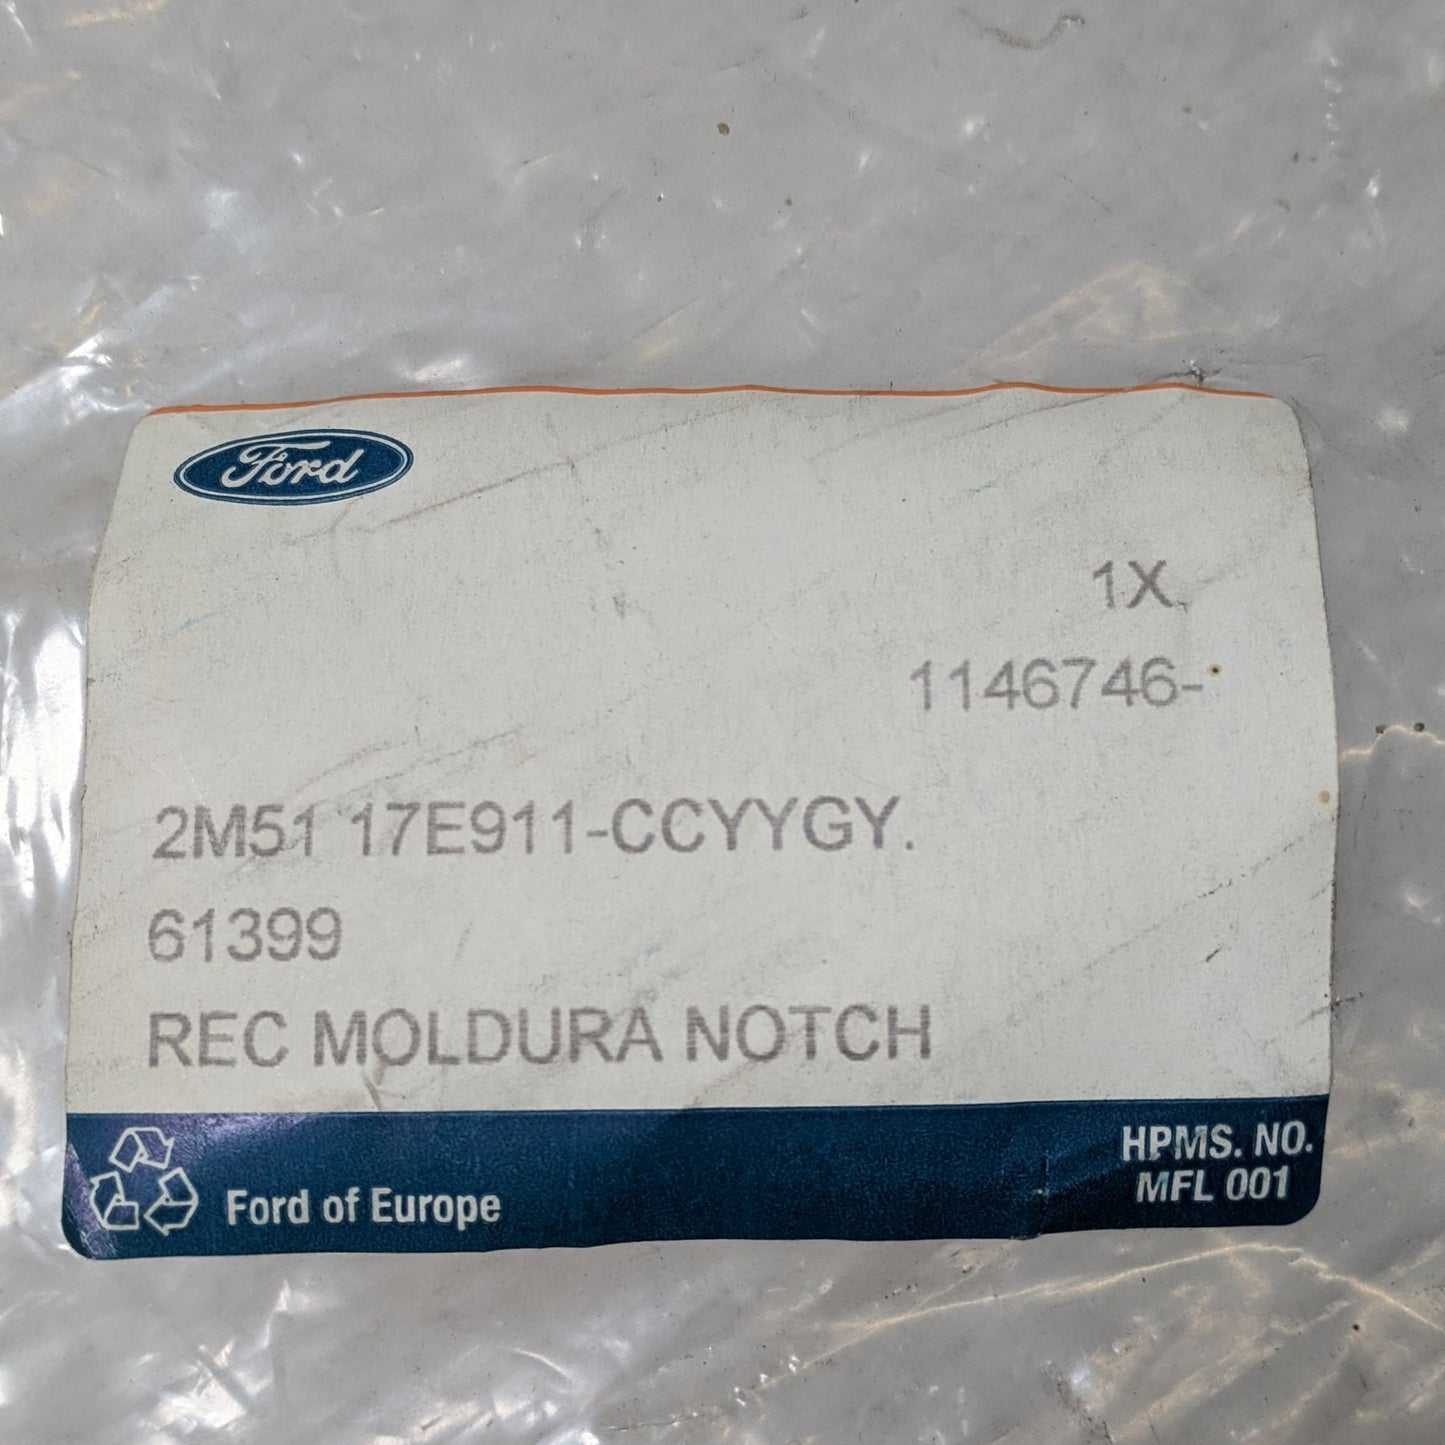 Ford
1X
1146746-
2M51 17E911-CCYYGY.
61399
REC MOLDURA NOTCH
Ford of Europe
HPMS. NO.
MFL 001